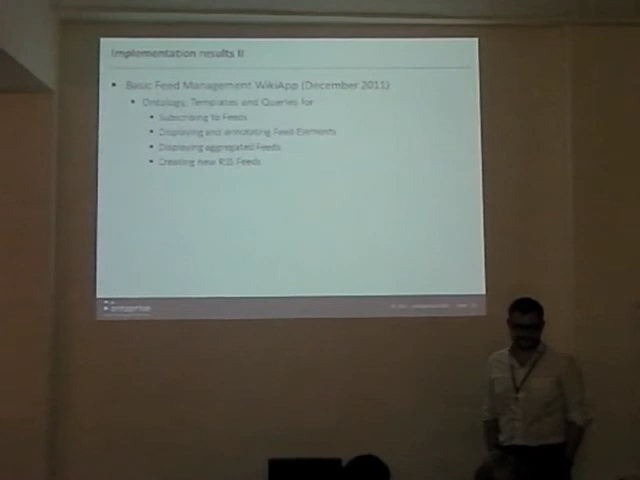 Implementation results II
Basic Feed Management WikiApp (December 2011)
Ontology, Templates and Queries for
Subscribing to Feeds
Displaying and annotating Feed Elements
Displaying aggregated Feeds
Creating new RSS Feeds